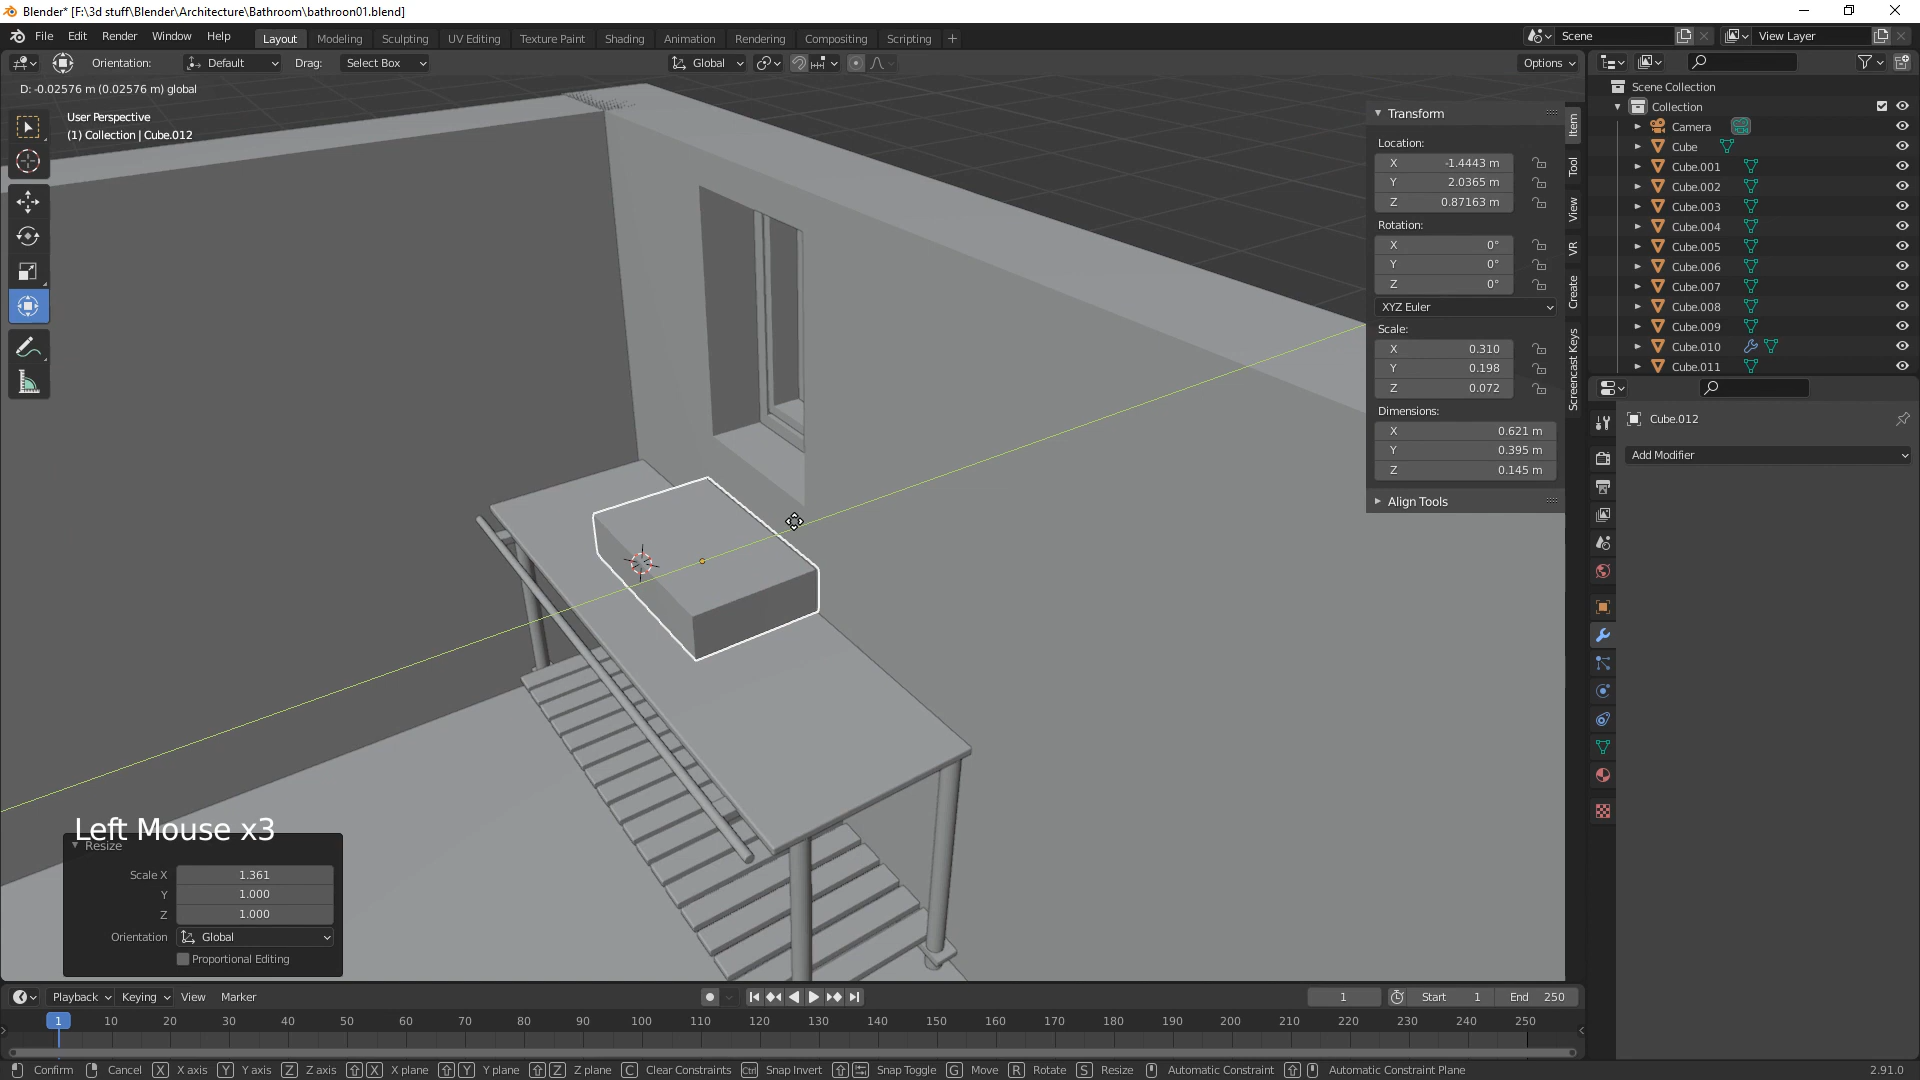 Blender* [F:\3d stuff\Blender\Architecture\Bathroom\bathroon01.blend]
File Edit Render Window Help
Layout Modeling Sculpting UV Editing Texture Paint Shading Animation Rendering Compositing Scripting +
Scene
View Layer
Orientation: Default Drag: Select Box
Global
Options
D: -0.02576 m (0.02576 m) global
User Perspective
(1) Collection | Cube.012
Transform
Location:
X -1.4443 m
Y 2.0365 m
Z 0.87163 m
Rotation:
X 0°
Y 0°
Z 0°
XYZ Euler
Scale:
X 0.310
Y 0.198
Z 0.072
Dimensions:
X 0.621 m
Y 0.395 m
Z 0.145 m
Align Tools
Item
Tool
View
VR
Create
Screencast Keys
Scene Collection
Collection
Camera
Cube
Cube.001
Cube.002
Cube.003
Cube.004
Cube.005
Cube.006
Cube.007
Cube.008
Cube.009
Cube.010
Cube.011
Cube.012
Add Modifier
Left Mouse x3
Resize
Scale X 1.361
Y 1.000
Z 1.000
Orientation Global
Proportional Editing
Playback Keying View Marker
1 Start 1 End 250
1 10 20 30 40 50 60 70 80 90 100 110 120 130 140 150 160 170 180 190 200 210 220 230 240 250
Confirm Cancel X X axis Y Y axis Z Z axis X X plane Y Y plane Z Z plane C Clear Constraints Ctrl Snap Invert Snap Toggle G Move R Rotate S Resize Automatic Constraint Automatic Constraint Plane 2.91.0